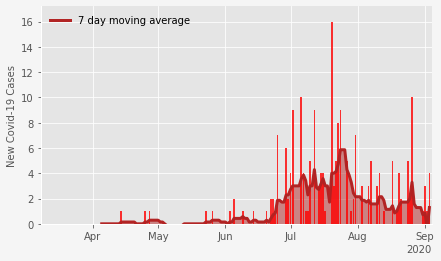 7 day moving average
New Covid-19 Cases
16
14
12
10
8
6
4
2
0
Apr
May
Jun
Jul
Aug
Sep
2020